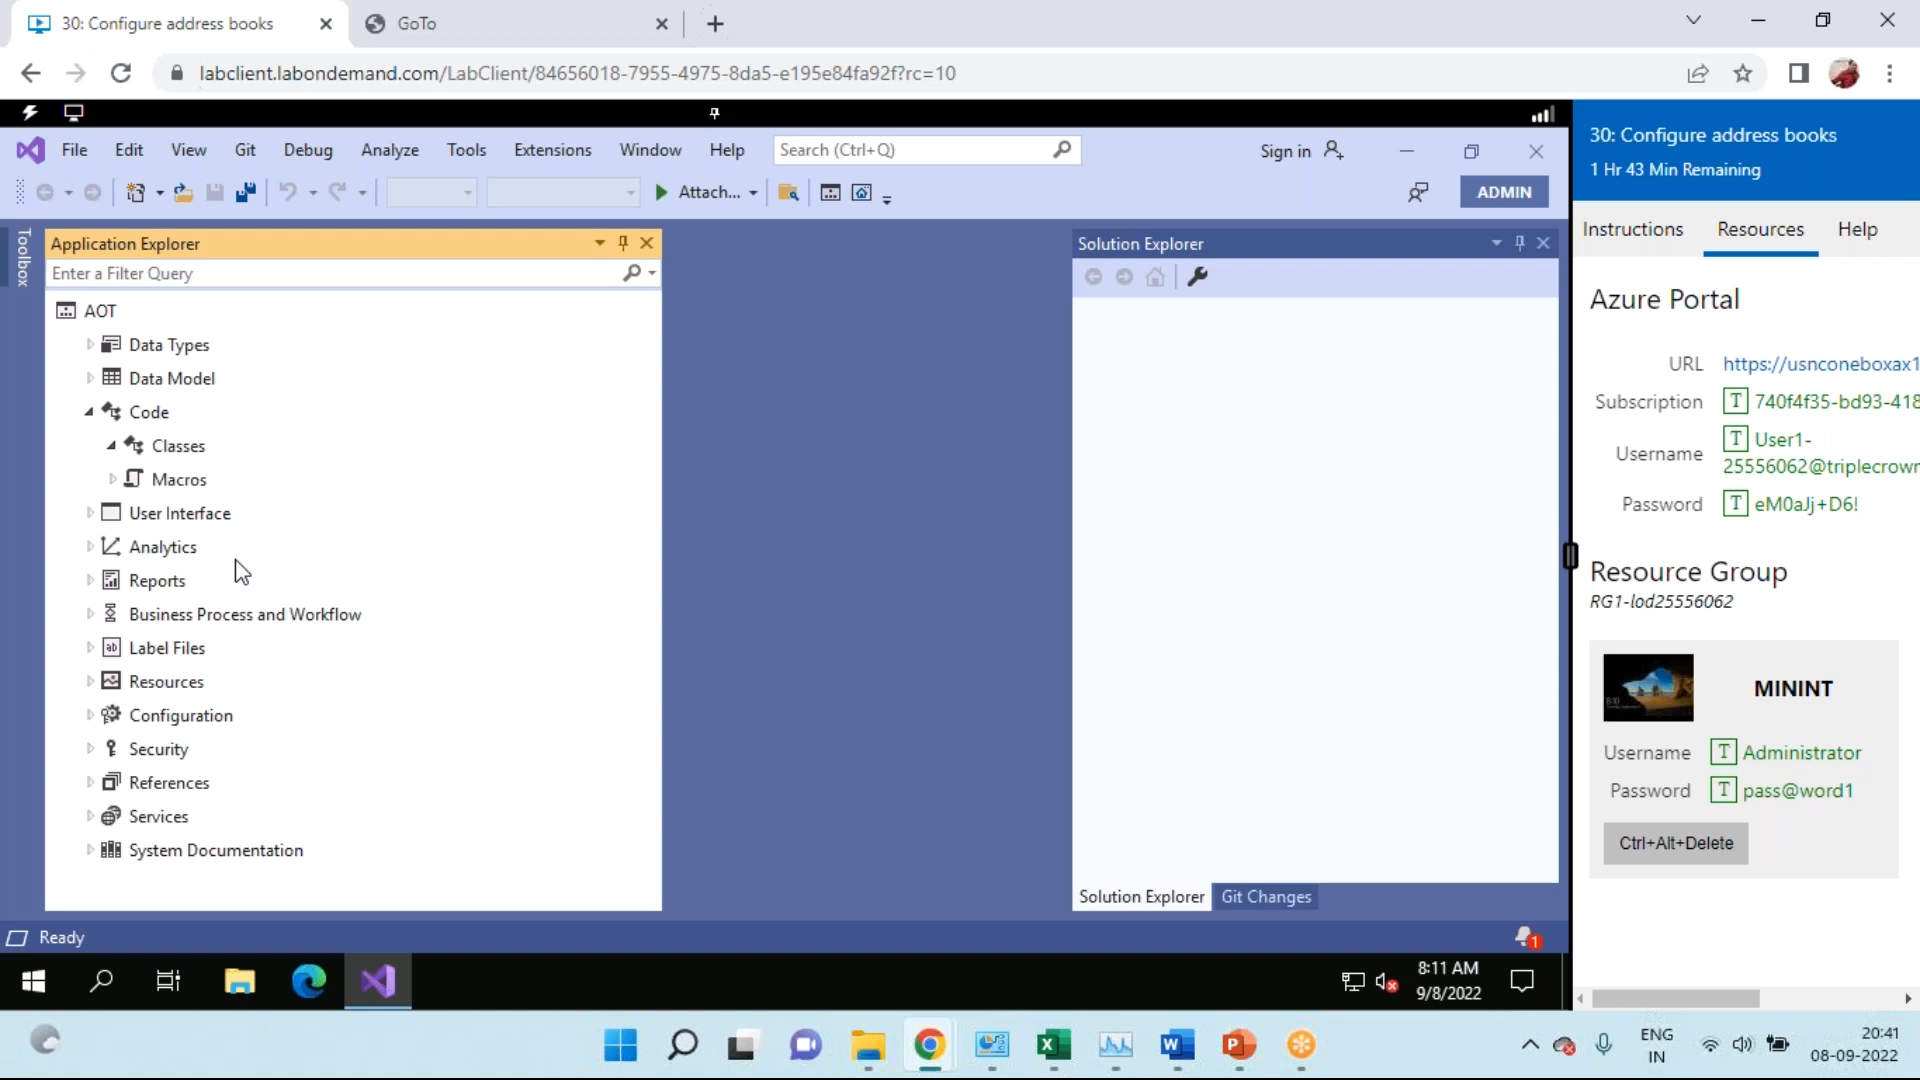 30: Configure address books
GoTo
labclient.labondemand.com/LabClient/84656018-7955-4975-8da5-e195e84fa92f?rc=10
File Edit View Git Debug Analyze Tools Extensions Window Help Search (Ctrl+Q) Sign in
Attach... ADMIN
Toolbox
Application Explorer
Enter a Filter Query
AOT
Data Types
Data Model
Code
Classes
Macros
User Interface
Analytics
Reports
Business Process and Workflow
Label Files
Resources
Configuration
Security
References
Services
System Documentation
Solution Explorer
Solution Explorer Git Changes
Ready
1
8:11 AM
9/8/2022
30: Configure address books
1 Hr 43 Min Remaining
Instructions Resources Help
Azure Portal
URL https://usnconeboxax1
Subscription T 740f4f35-bd93-418
Username T User1-
25556062@triplecrown
Password T eM0aJj+D6!
Resource Group
RG1-lod25556062
MININT
Username T Administrator
Password T pass@word1
Ctrl+Alt+Delete
ENG
IN
20:41
08-09-2022